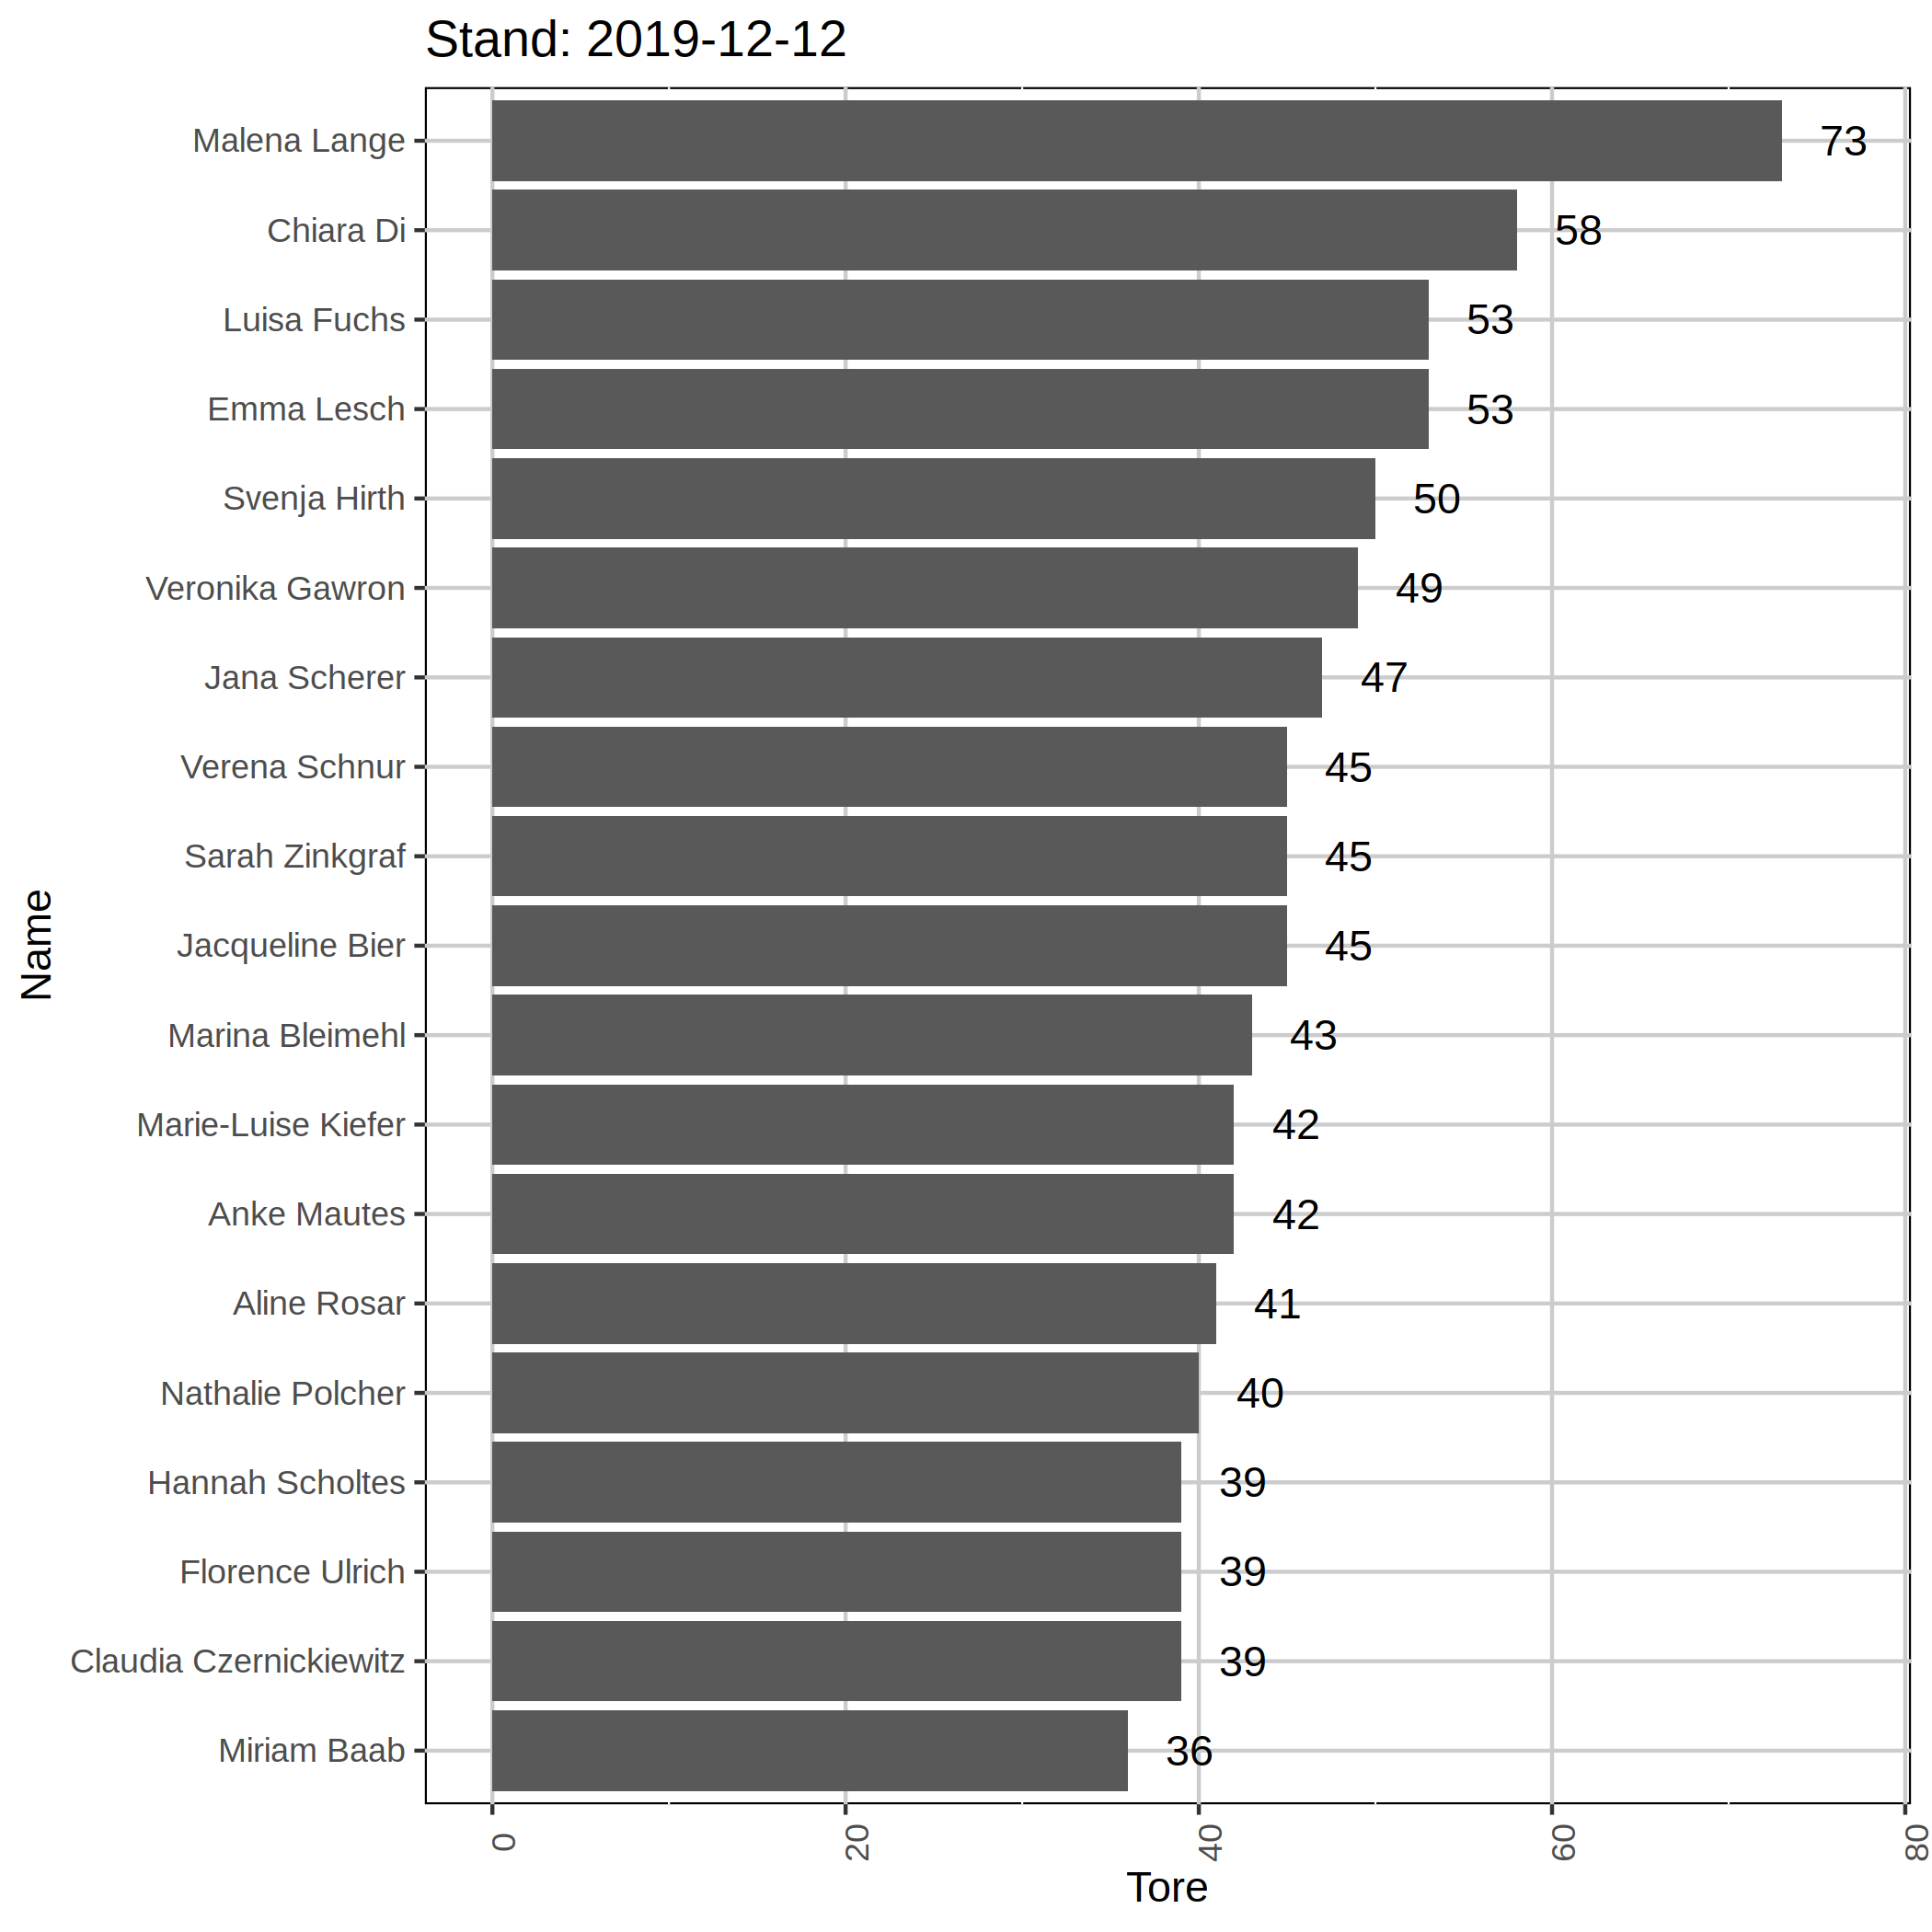 Stand: 2019-12-12
Malena Lange 73
Chiara Di 58
Luisa Fuchs 53
Emma Lesch 53
Svenja Hirth 50
Veronika Gawron 49
Jana Scherer 47
Verena Schnur 45
Sarah Zinkgraf 45
Jacqueline Bier 45
Marina Bleimehl 43
Marie-Luise Kiefer 42
Anke Mautes 42
Aline Rosar 41
Nathalie Polcher 40
Hannah Scholtes 39
Florence Ulrich 39
Claudia Czernickiewitz 39
Miriam Baab 36
Name
0 20 40 60 80
Tore